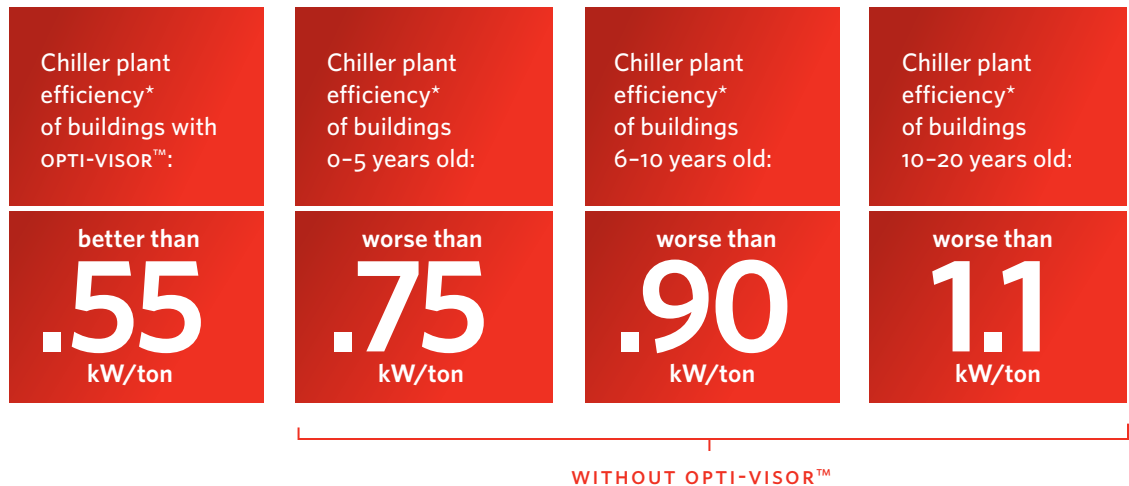 Chiller plant
efficiency*
of buildings with
OPTI-VISOR™:
better than
.55
kW/ton
Chiller plant
efficiency*
of buildings
0–5 years old:
worse than
.75
kW/ton
Chiller plant
efficiency*
of buildings
6–10 years old:
worse than
.90
kW/ton
Chiller plant
efficiency*
of buildings
10–20 years old:
worse than
1.1
kW/ton
WITHOUT OPTI-VISOR™